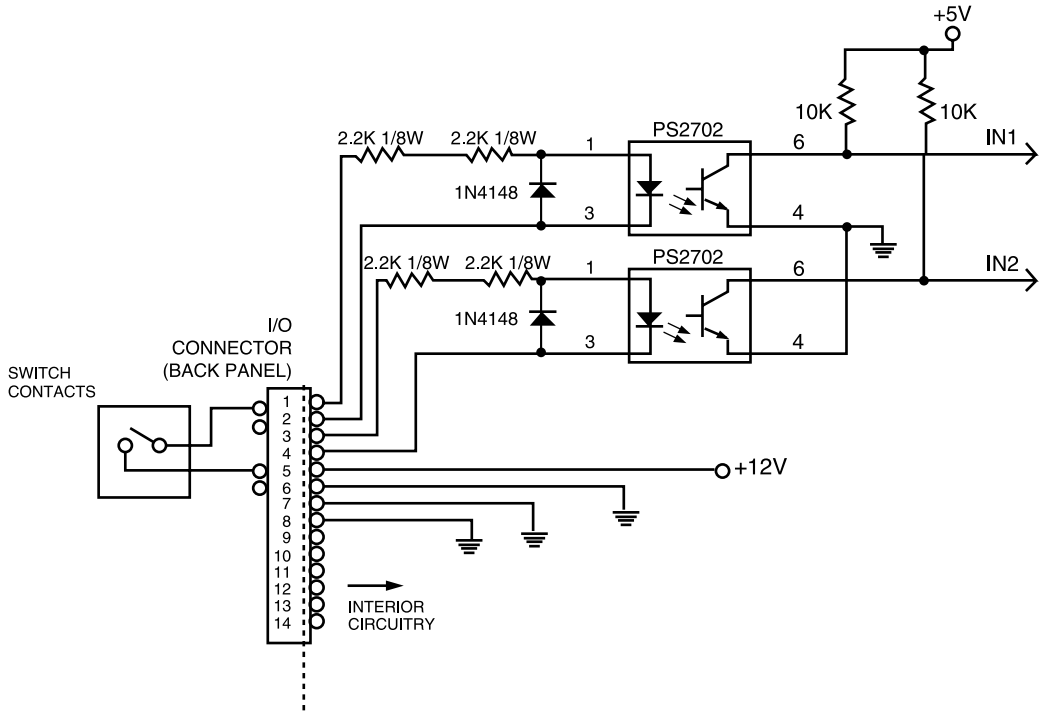 +5V
10K
10K
PS2702
2.2K 1/8W
2.2K 1/8W
1
6
IN1
1N4148
3
4
PS2702
2.2K 1/8W
2.2K 1/8W
1
6
IN2
1N4148
3
4
I/O
CONNECTOR
(BACK PANEL)
SWITCH
CONTACTS
1
2
3
4
5
+12V
6
7
8
9
10
11
12
13
14
INTERIOR
CIRCUITRY